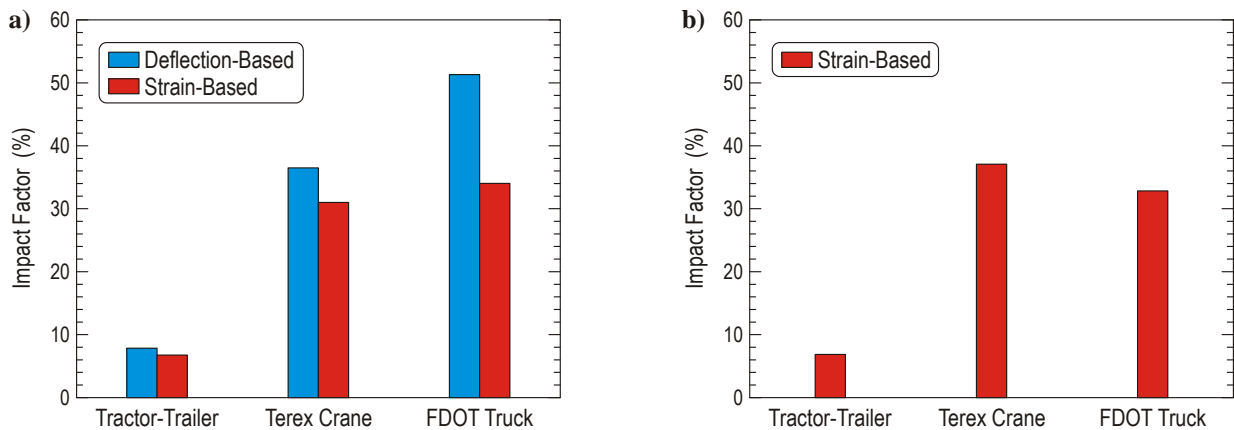 a)
60
50
40
30
20
10
0
Impact Factor (%)
Deflection-Based
Strain-Based
Tractor-Trailer Terex Crane FDOT Truck
b)
60
50
40
30
20
10
0
Impact Factor (%)
Strain-Based
Tractor-Trailer Terex Crane FDOT Truck